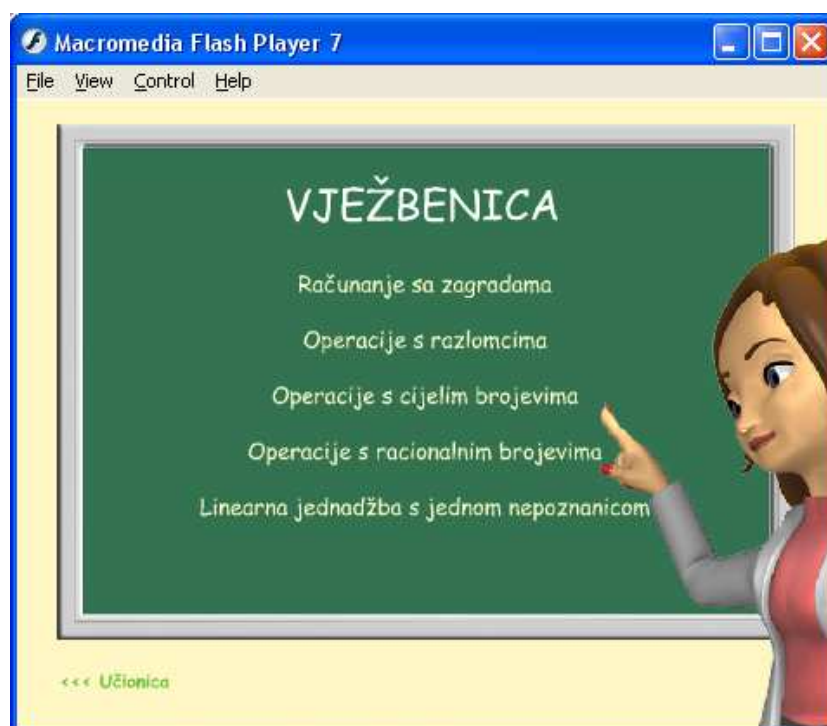 Macromedia Flash Player 7
File View Control Help
VJEŽBENICA
Računanje sa zagradama
Operacije s razlomcima
Operacije s cijelim brojevima
Operacije s racionalnim brojevima
Linearna jednadžba s jednom nepoznanicom
<<< Učionica